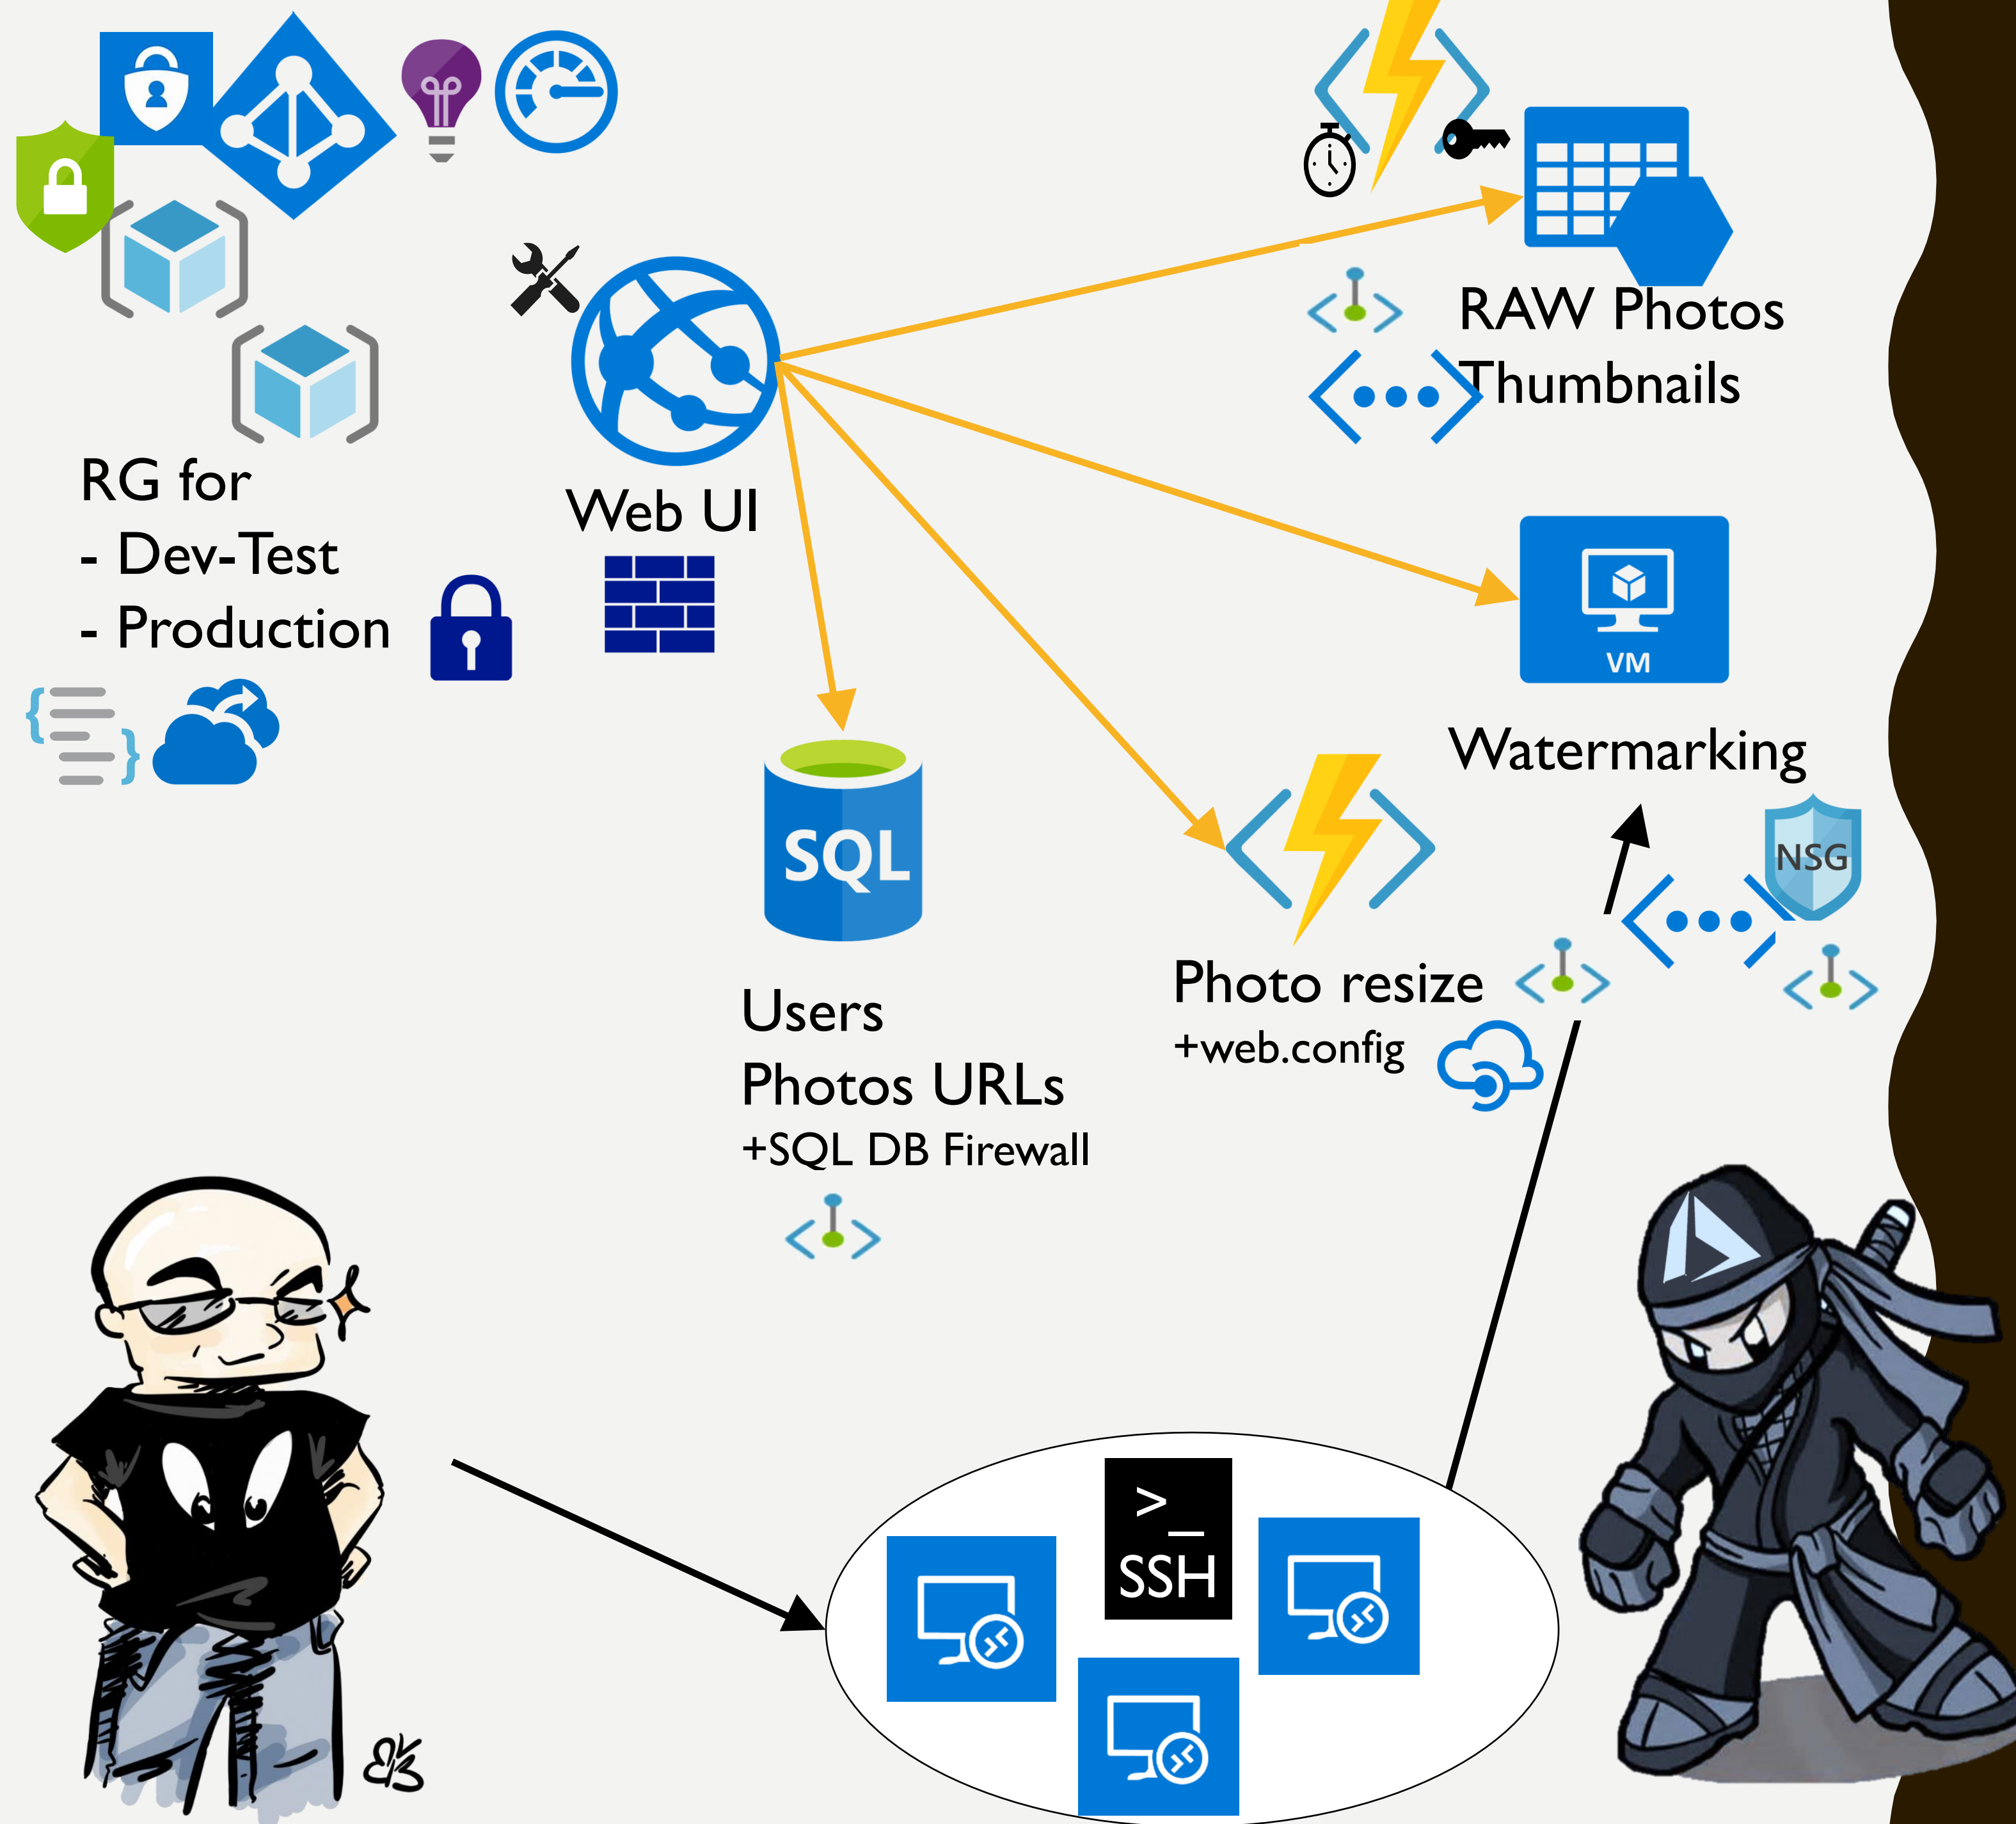 RAW Photos
Thumbnails
RG for
- Dev-Test
- Production
Web UI
VM
Watermarking
SQL
NSG
Photo resize
+web.config
Users
Photos URLs
+SQL DB Firewall
>_
SSH